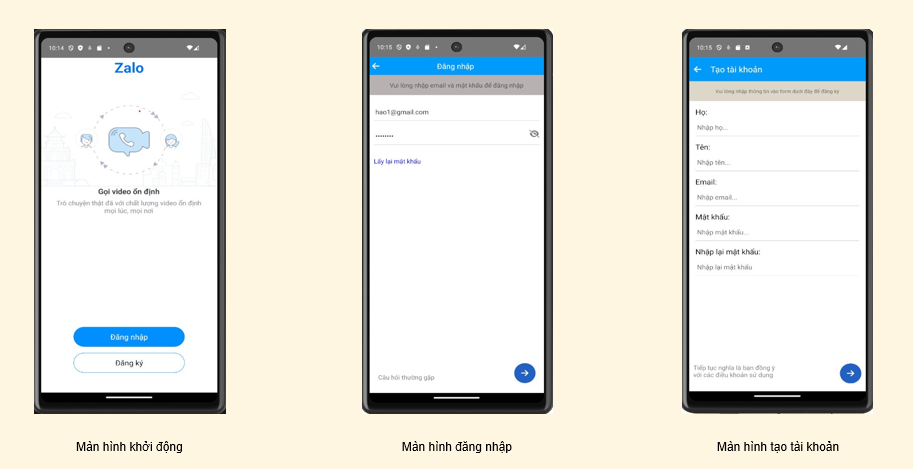 10:14
Zalo
Gọi video ổn định
Trò chuyện thật đã với chất lượng video ổn định
mọi lúc, mọi nơi
Đăng nhập
Đăng ký
Màn hình khởi động
10:15
Đăng nhập
Vui lòng nhập email và mật khẩu để đăng nhập
hao1@gmail.com
••••••••
Lấy lại mât khẩu
Câu hỏi thường gặp
Màn hình đăng nhập
10:15
Tạo tài khoản
Vui lòng nhập thông tin vào form dưới đây để đăng ký
Họ:
Nhập họ...
Tên:
Nhập tên...
Email:
Nhập email...
Mật khẩu:
Nhập mật khẩu...
Nhập lại mật khẩu:
Nhập lại mật khẩu
Tiếp tục nghĩa là bạn đồng ý
với các điều khoản sử dụng
Màn hình tạo tài khoản